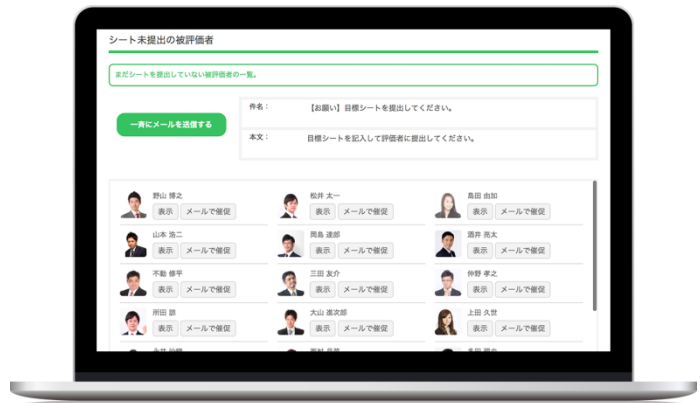 シート未提出の被評価者
まだシートを提出していない被評価者の一覧。
一斉にメールを送信する
件名： 【お願い】目標シートを提出してください。
本文： 目標シートを記入して評価者に提出してください。
野山 博之 松井 太一 島田 由加
表示 メールで催促 表示 メールで催促 表示 メールで催促
山本 浩二 岡島 達郎 酒井 亮太
表示 メールで催促 表示 メールで催促 表示 メールで催促
不動 修平 三田 友介 仲野 孝之
表示 メールで催促 表示 メールで催促 表示 メールで催促
所田 諒 大山 進次郎 上田 久世
表示 メールで催促 表示 メールで催促 表示 メールで催促